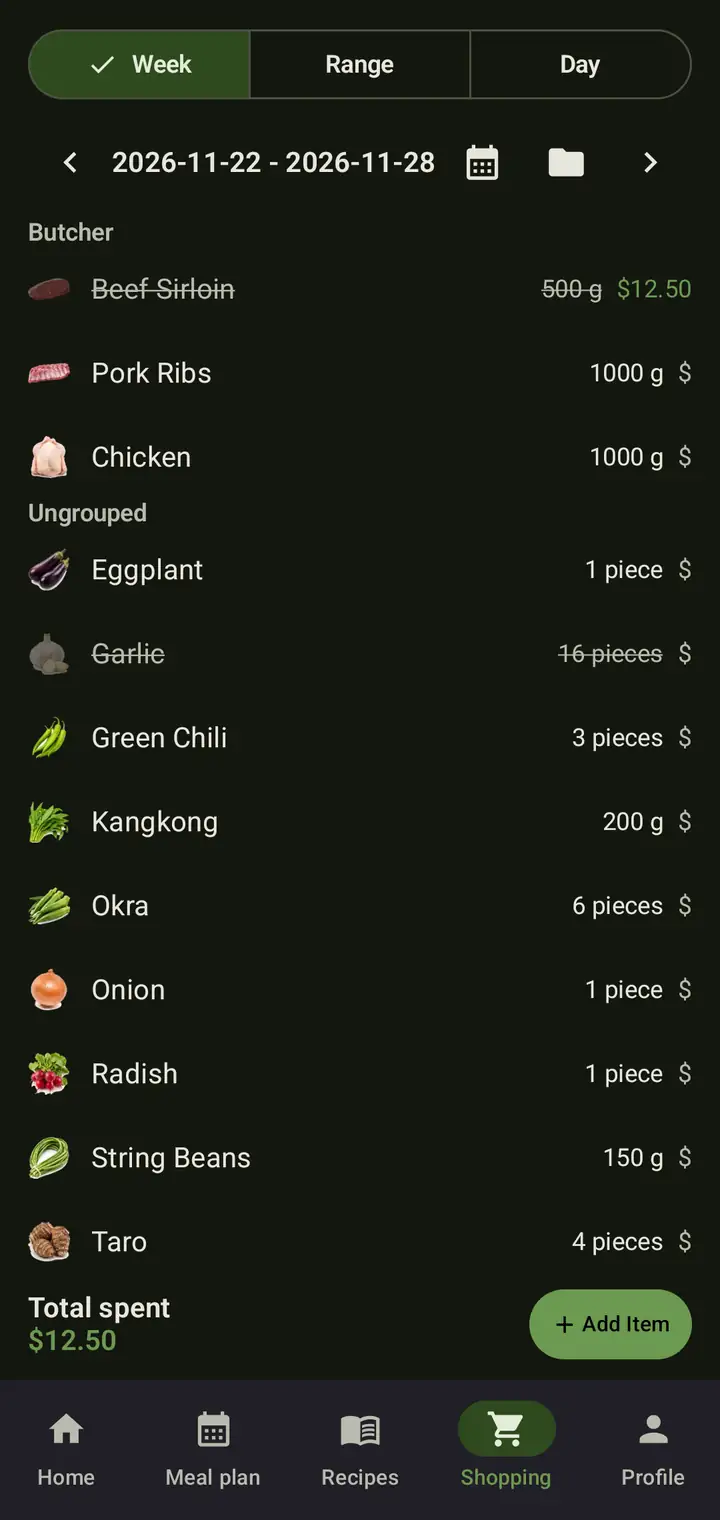 Week Range Day
2026-11-22 - 2026-11-28
Butcher
Beef Sirloin 500 g $12.50
Pork Ribs 1000 g $
Chicken 1000 g $
Ungrouped
Eggplant 1 piece $
Garlic 16 pieces $
Green Chili 3 pieces $
Kangkong 200 g $
Okra 6 pieces $
Onion 1 piece $
Radish 1 piece $
String Beans 150 g $
Taro 4 pieces $
Total spent
$12.50
+ Add Item
Home Meal plan Recipes Shopping Profile